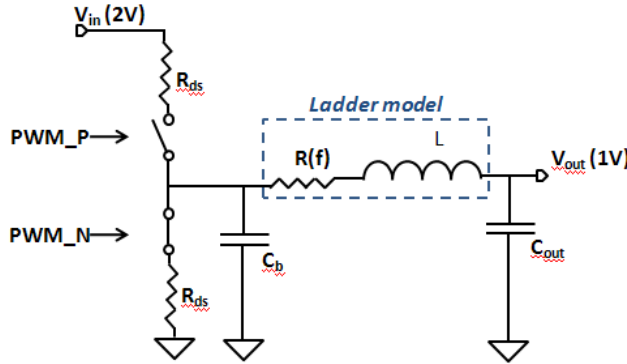 Vin (2V)
Rds
Ladder model
PWM_P
R(f)
L
Vout (1V)
PWM_N
Cb
Cout
Rds